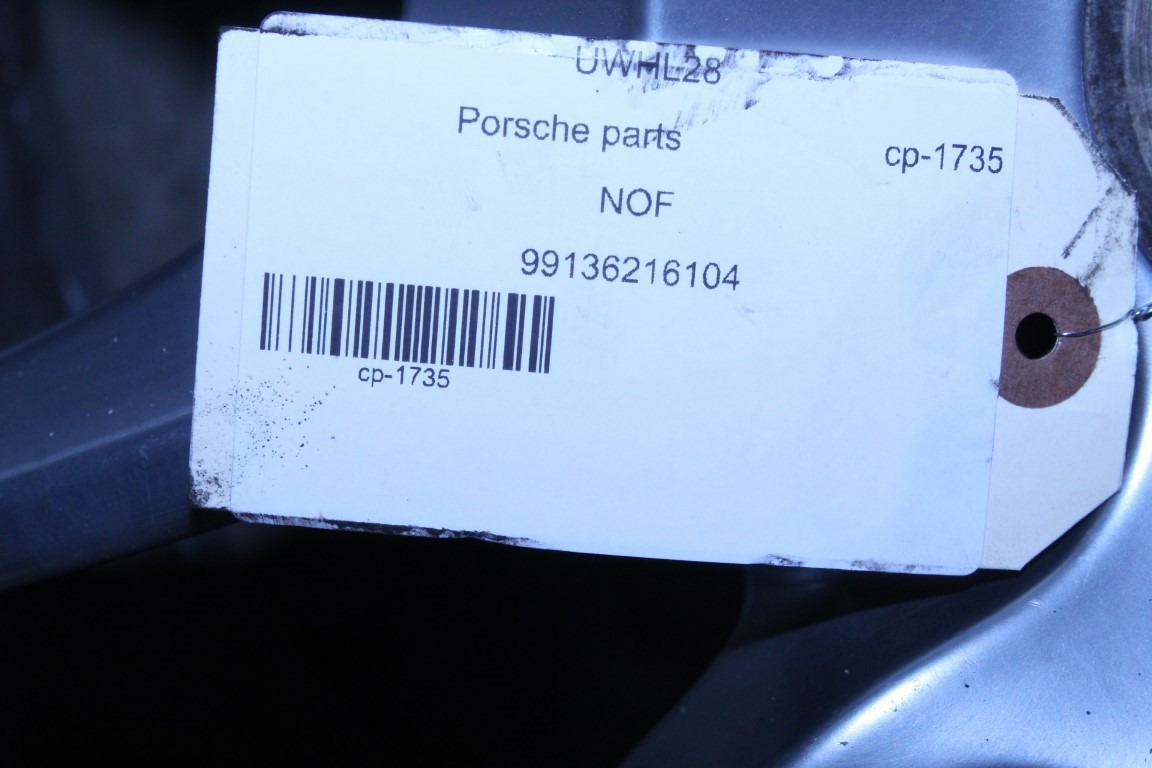 UWHL28
Porsche parts
cp-1735
NOF
99136216104
cp-1735